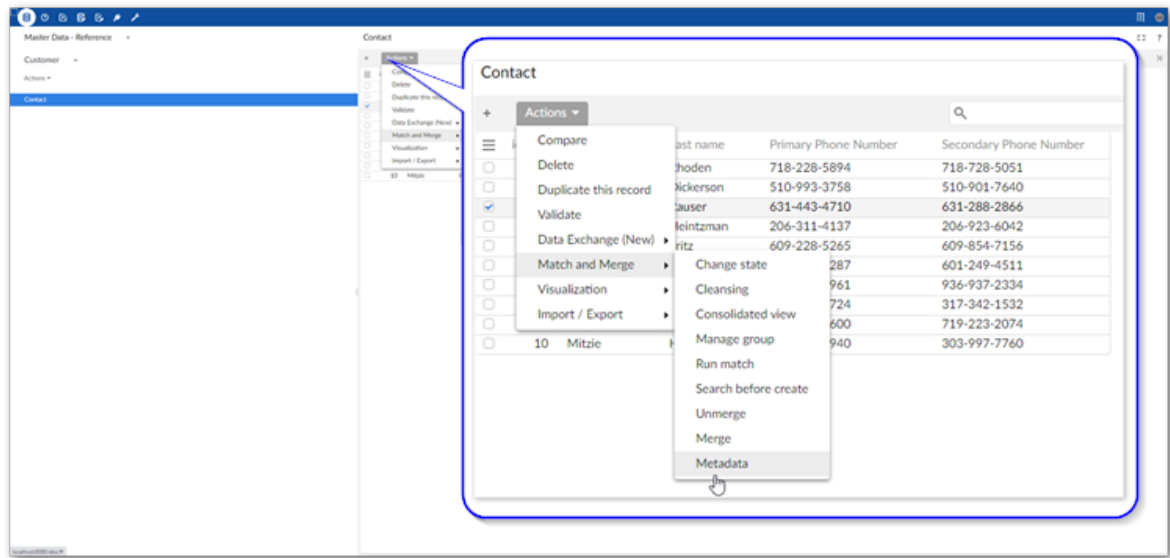 Master Data - Reference
Customer
Actions
Contact
Contact
Actions
Delete
Duplicate this
Validate
Data Exchange (New)
Match and Merge
Visualization
Import / Export
10 Mitzie
Contact
+ Actions
Compare
Delete
Duplicate this record
Validate
Data Exchange (New)
Match and Merge
Visualization
Import / Export
ast name Primary Phone Number Secondary Phone Number
hoden 718-228-5894 718-728-5051
ickerson 510-993-3758 510-901-7640
auser 631-443-4710 631-288-2866
eintzman 206-311-4137 206-923-6042
ritz 609-228-5265 609-854-7156
287 601-249-4511
961 936-937-2334
724 317-342-1532
600 719-223-2074
10 Mitzie H 940 303-997-7760
Change state
Cleansing
Consolidated view
Manage group
Run match
Search before create
Unmerge
Merge
Metadata